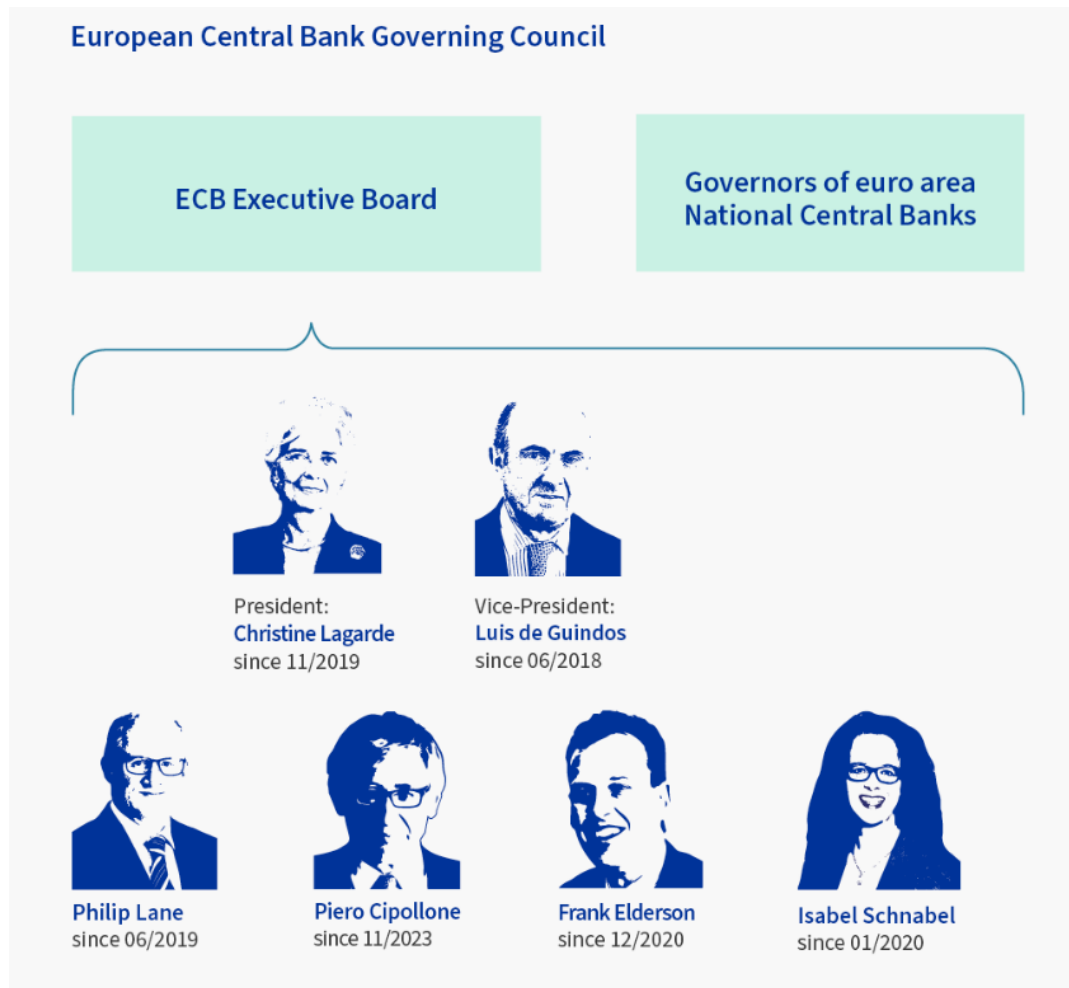 European Central Bank Governing Council
ECB Executive Board
Governors of euro area
National Central Banks
President:
Christine Lagarde
since 11/2019
Vice-President:
Luis de Guindos
since 06/2018
Philip Lane
since 06/2019
Piero Cipollone
since 11/2023
Frank Elderson
since 12/2020
Isabel Schnabel
since 01/2020